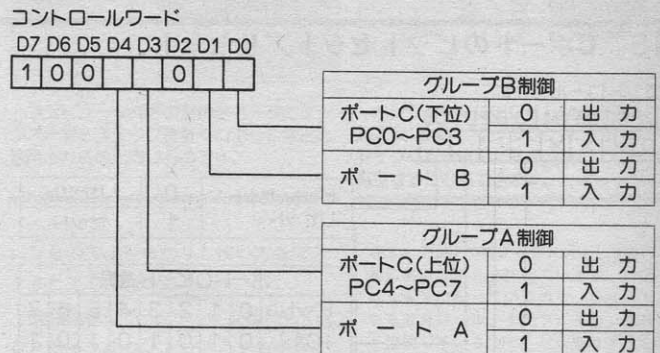 コントロールワード
D7 D6 D5 D4 D3 D2 D1 D0
1 0 0 0
グループB制御
ポートC(下位) 0 出 力
PC0~PC3 1 入 力
ポ ー ト B 0 出 力
1 入 力
グループA制御
ポートC(上位) 0 出 力
PC4~PC7 1 入 力
ポ ー ト A 0 出 力
1 入 力